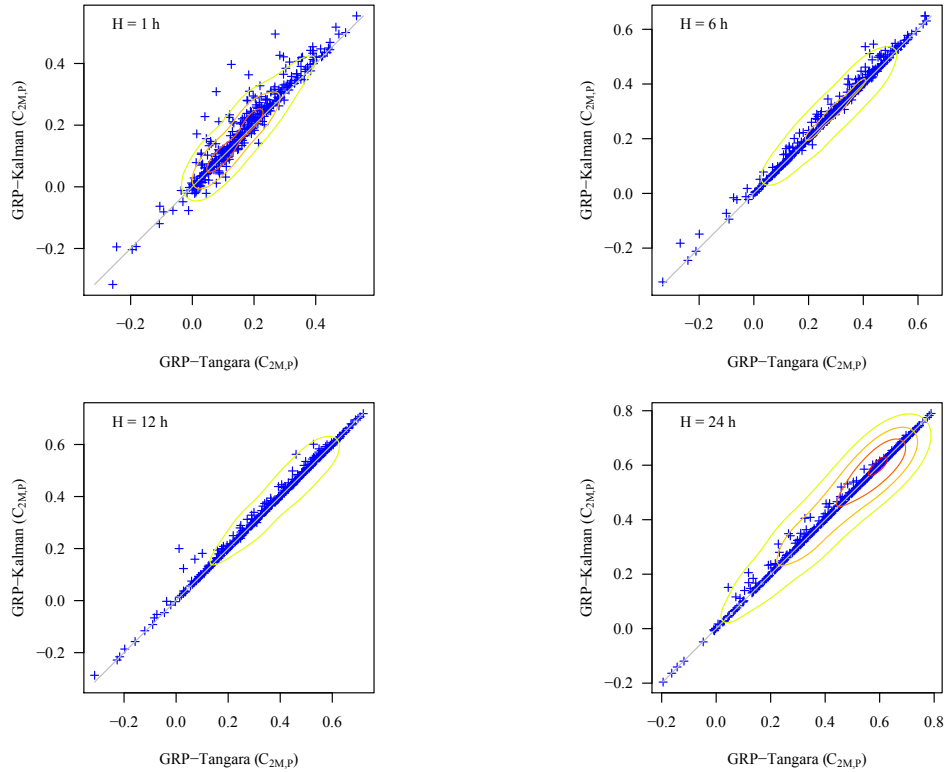 H = 1 h
GRP−Kalman (C2M,P)
0.4
0.2
0.0
−0.2
−0.2 0.0 0.2 0.4
GRP−Tangara (C2M,P)
H = 6 h
GRP−Kalman (C2M,P)
0.6
0.4
0.2
0.0
−0.2
−0.2 0.0 0.2 0.4 0.6
GRP−Tangara (C2M,P)
H = 12 h
GRP−Kalman (C2M,P)
0.6
0.4
0.2
0.0
−0.2
−0.2 0.0 0.2 0.4 0.6
GRP−Tangara (C2M,P)
H = 24 h
GRP−Kalman (C2M,P)
0.8
0.6
0.4
0.2
0.0
−0.2
−0.2 0.0 0.2 0.4 0.6 0.8
GRP−Tangara (C2M,P)